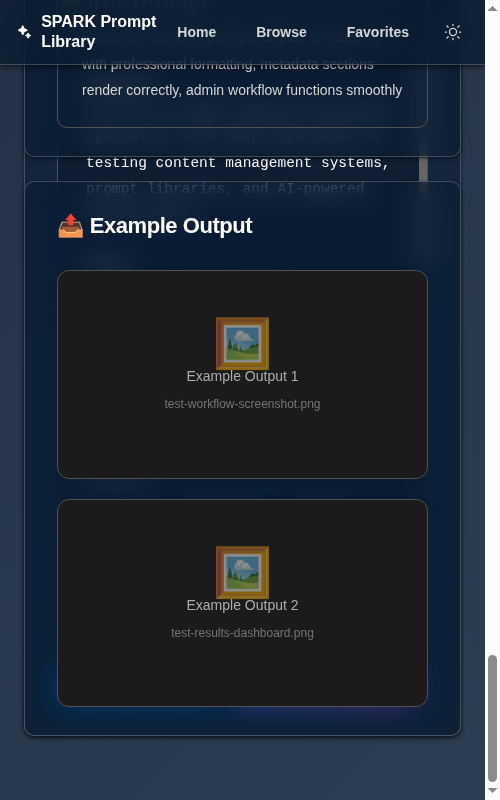 SPARK Prompt
Library
Home
Browse
Favorites
with professional formatting, metadata sections
render correctly, admin workflow functions smoothly
testing content management systems,
prompt libraries, and AI-powered
📤 Example Output
Example Output 1
test-workflow-screenshot.png
Example Output 2
test-results-dashboard.png